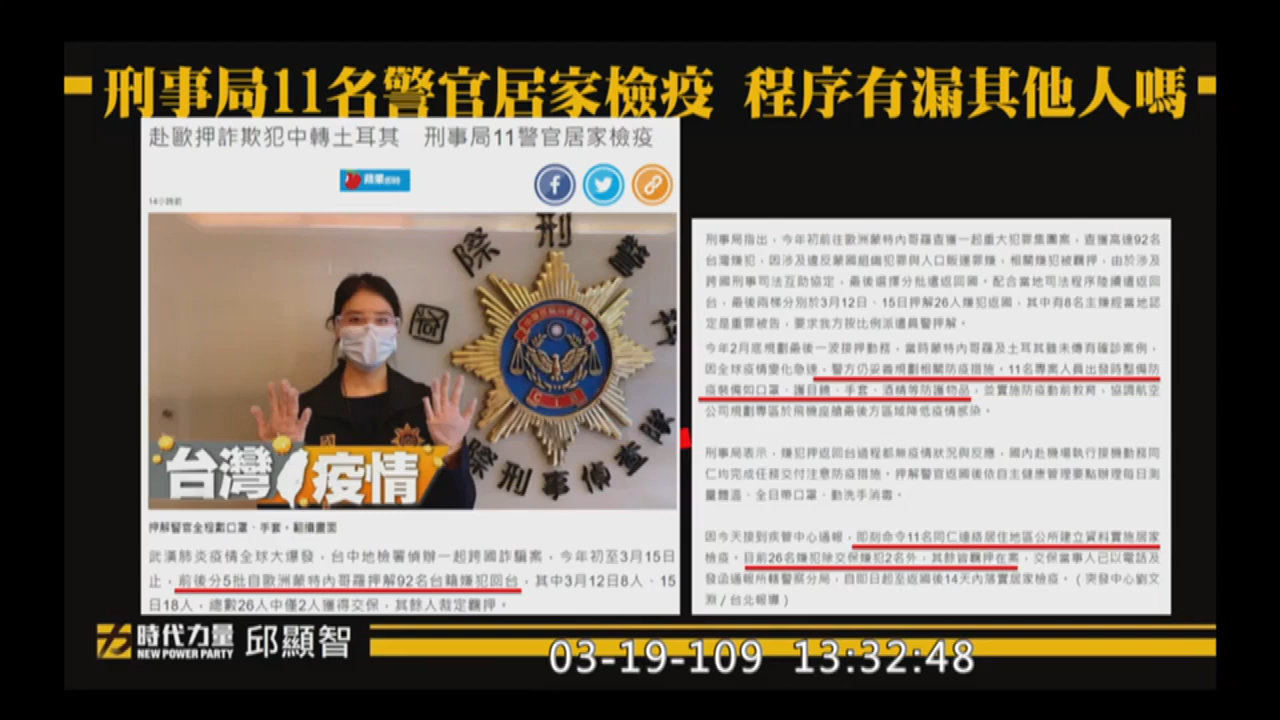 刑事局11名警官居家檢疫 程序有漏其他人嗎
赴歐押詐欺犯中轉土耳其 刑事局11警官居家檢疫
蘋果即時
14小時前
際刑
台灣疫情
際刑事偵查隊
押解警官全程戴口罩、手套。翻攝畫面
武漢肺炎疫情全球大爆發,台中地檢署偵辦一起跨國詐騙案,今年初至3月15日
止,前後分5批自歐洲蒙特內哥羅押解92名台籍嫌犯回台,其中3月12日8人、15
日18人,總數26人中僅2人獲得交保,其餘人裁定羈押。
刑事局指出,今年初前往歐洲蒙特內哥羅查獲一起重大犯罪集團案,查獲高達92名
台灣嫌犯,因涉及違反蒙國組織犯罪與人口販運罪嫌,相關嫌犯被羈押,由於涉及
跨國刑事司法互助協定,最後選擇分批遣返回國。配合當地司法程序陸續遣返回
台,最後兩梯分別於3月12日、15日押解26人嫌犯返國,其中有8名主嫌經當地認
定是重罪被告,要求我方按比例派遣員警押解。
今年2月底規劃最後一波接押勤務,當時蒙特內哥羅及土耳其雖未傳有確診案例,
因全球疫情變化急速,警方仍妥善規劃相關防疫措施。11名專案人員出發時整備防
疫裝備如口罩、護目鏡、手套、酒精等防護物品,並實施防疫勤前教育,協調航空
公司規劃專區於飛機座艙最後方區域降低疫情感染。
刑事局表示,嫌犯押返回台過程都無疫情狀況與反應,國內赴機場執行接機勤務同
仁均完成任務交付注意防疫措施。押解警官返國後依自主健康管理要點辦理每日測
量體溫、全日帶口罩、勤洗手消毒。
因今天接到疾管中心通報,即刻命令11名同仁連絡居住地區公所建立資料實施居家
檢疫。目前26名嫌犯除交保嫌犯2名外,其餘皆羈押在案,交保當事人已以電話及
發函通報所轄警察分局,自即日起至返國後14天內落實居家檢疫。(突發中心劉文
淵/台北報導)
時代力量 邱顯智
NEW POWER PARTY
03-19-109 13:32:48